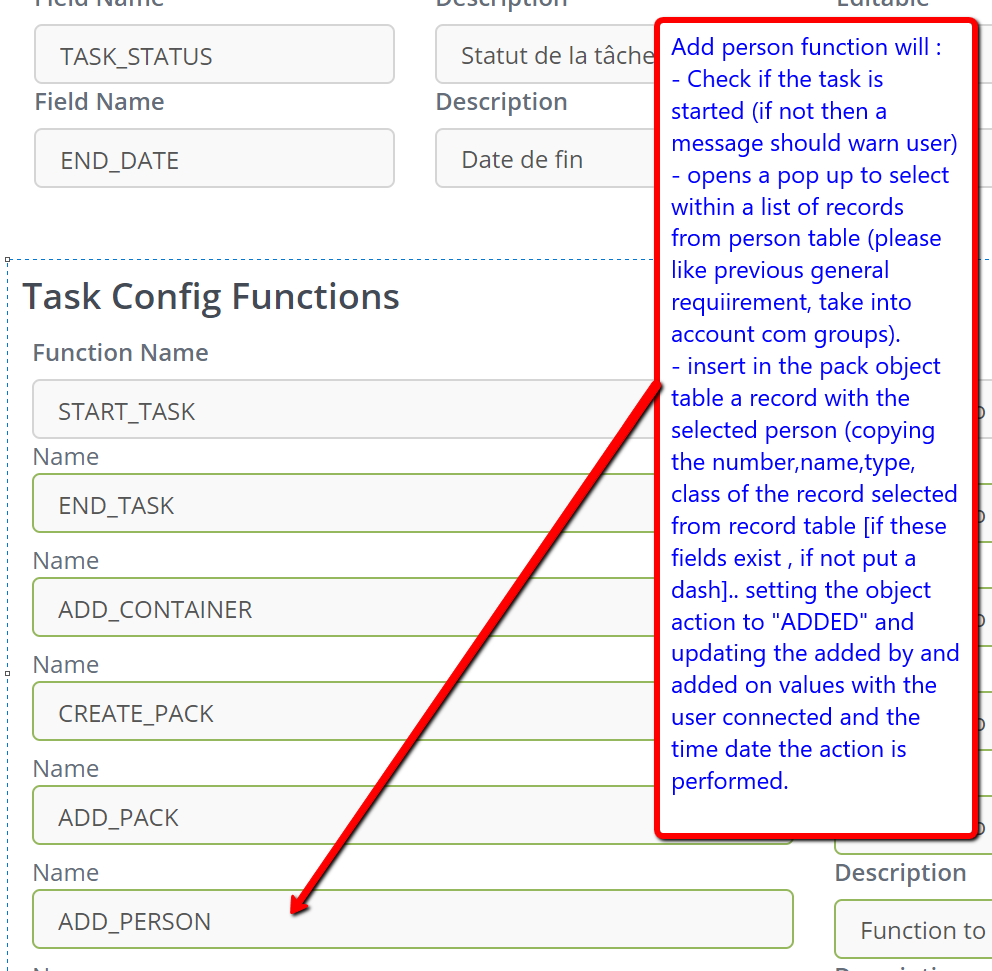 Field Name
Description
Editable
TASK_STATUS
Statut de la tâche
Field Name
Description
END_DATE
Date de fin
Add person function will :
- Check if the task is
started (if not then a
message should warn user)
- opens a pop up to select
within a list of records
from person table (please
like previous general
requiirement, take into
account com groups).
- insert in the pack object
table a record with the
selected person (copying
the number,name,type,
class of the record selected
from record table [if these
fields exist , if not put a
dash].. setting the object
action to "ADDED" and
updating the added by and
added on values with the
user connected and the
time date the action is
performed.
Task Config Functions
Function Name
START_TASK
Name
END_TASK
Name
ADD_CONTAINER
Name
CREATE_PACK
Name
ADD_PACK
Name
Description
ADD_PERSON
Function to